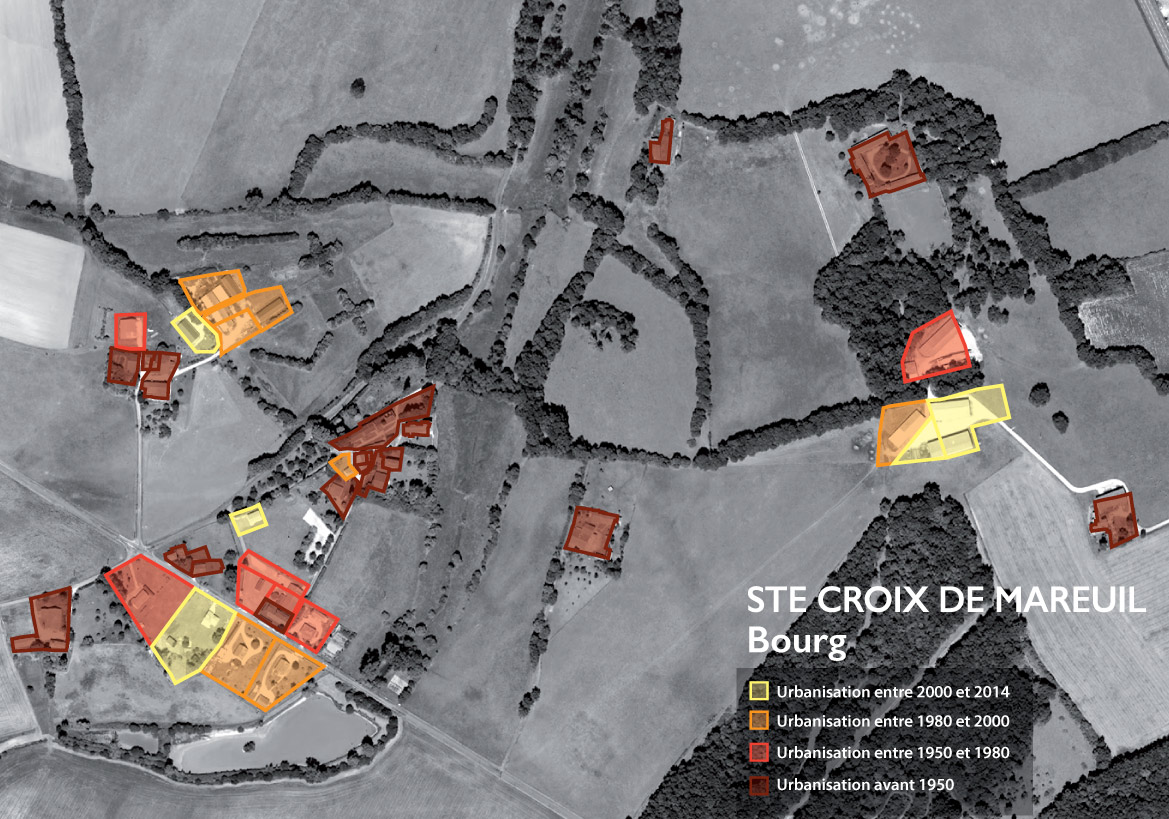 STE CROIX DE MAREUIL
Bourg
Urbanisation entre 2000 et 2014
Urbanisation entre 1980 et 2000
Urbanisation entre 1950 et 1980
Urbanisation avant 1950